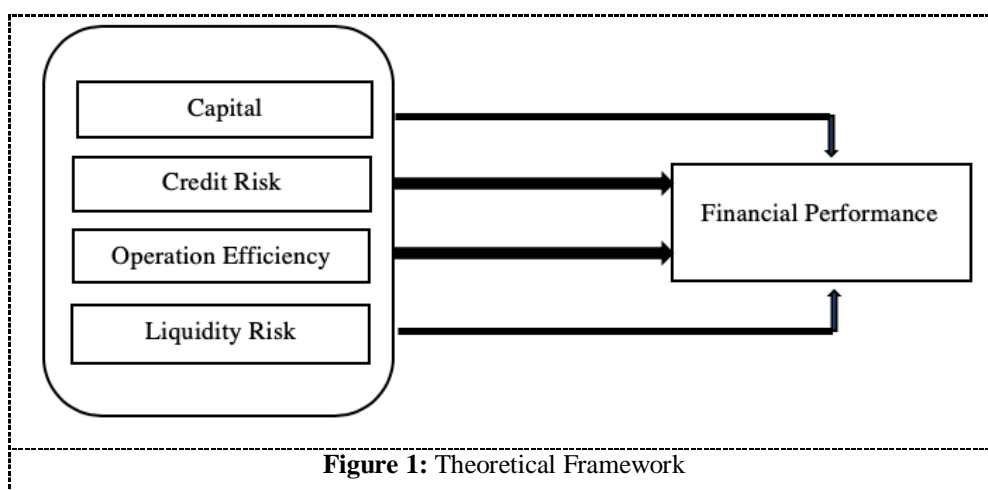 Capital
Credit Risk
Operation Efficiency
Liquidity Risk
Financial Performance
Figure 1: Theoretical Framework